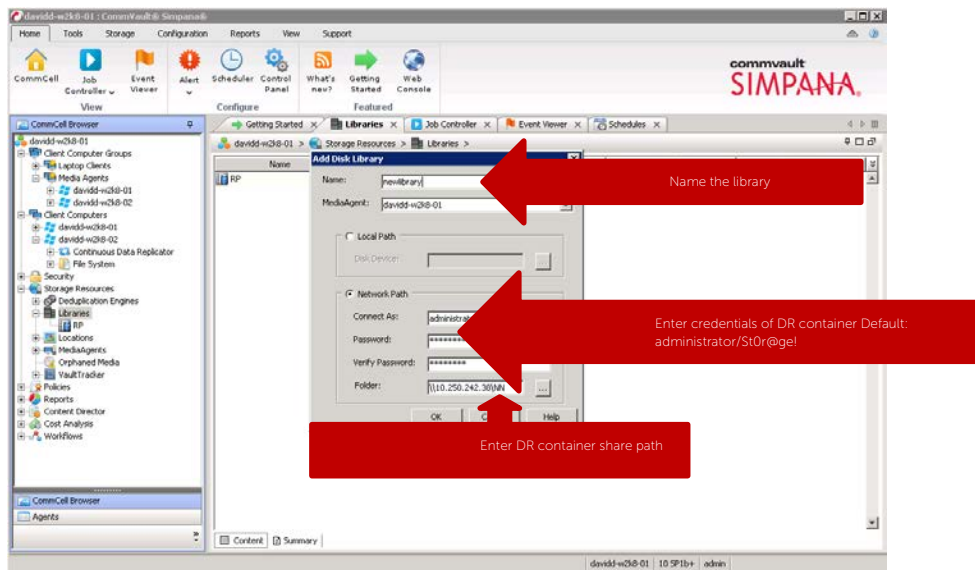 davidd-w2k8-01 : CommVault® Simpana®
Home Tools Storage Configuration Reports View Support
CommCell
Job Controller
Event Viewer
Alert
Scheduler
Control Panel
What's new?
Getting Started
Web Console
View Configure Featured
commvault
SIMPANA
CommCell Browser
Getting Started Libraries Job Controller Event Viewer Schedules
davidd-w2k8-01 > Storage Resources > Libraries >
davidd-w2k8-01
Client Computer Groups
Laptop Clients
Media Agents
davidd-w2k8-01
davidd-w2k8-02
Client Computers
davidd-w2k8-01
davidd-w2k8-02
Continuous Data Replicator
File System
Security
Storage Resources
Deduplication Engines
Libraries
RP
Locations
MediaAgents
Orphaned Media
VaultTracker
Policies
Reports
Content Director
Cost Analysis
Workflows
CommCell Browser
Agents
Name
RP
Add Disk Library
Name: newlibrary
MediaAgent: davidd-w2k8-01
Local Path
Disk Device:
Network Path
Connect As: administrat
Password: ********
Verify Password: ********
Folder: \\10.250.242.38\NN
OK C Help
Name the library
Enter credentials of DR container Default:
administrator/St0r@ge!
Enter DR container share path
Content Summary
davidd-w2k8-01 10 SP1b+ admin